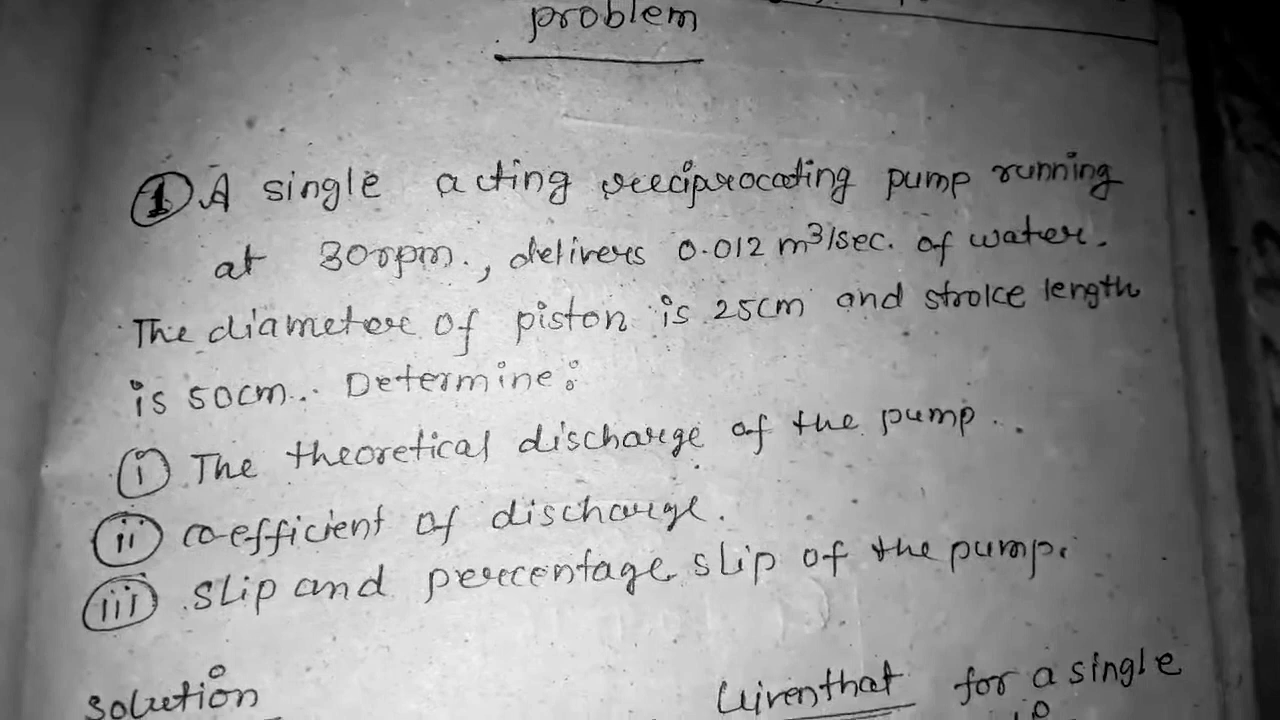 problem
① A single acting reciprocating pump running
at 30rpm., delivers 0.012 m³/sec. of water.
The diameter of piston is 25cm and stroke length
is 50cm.. Determine:
(i) The theoretical discharge of the pump..
(ii) co-efficient of discharge.
(iii) slip and percentage slip of the pump.
solution Given that for a single